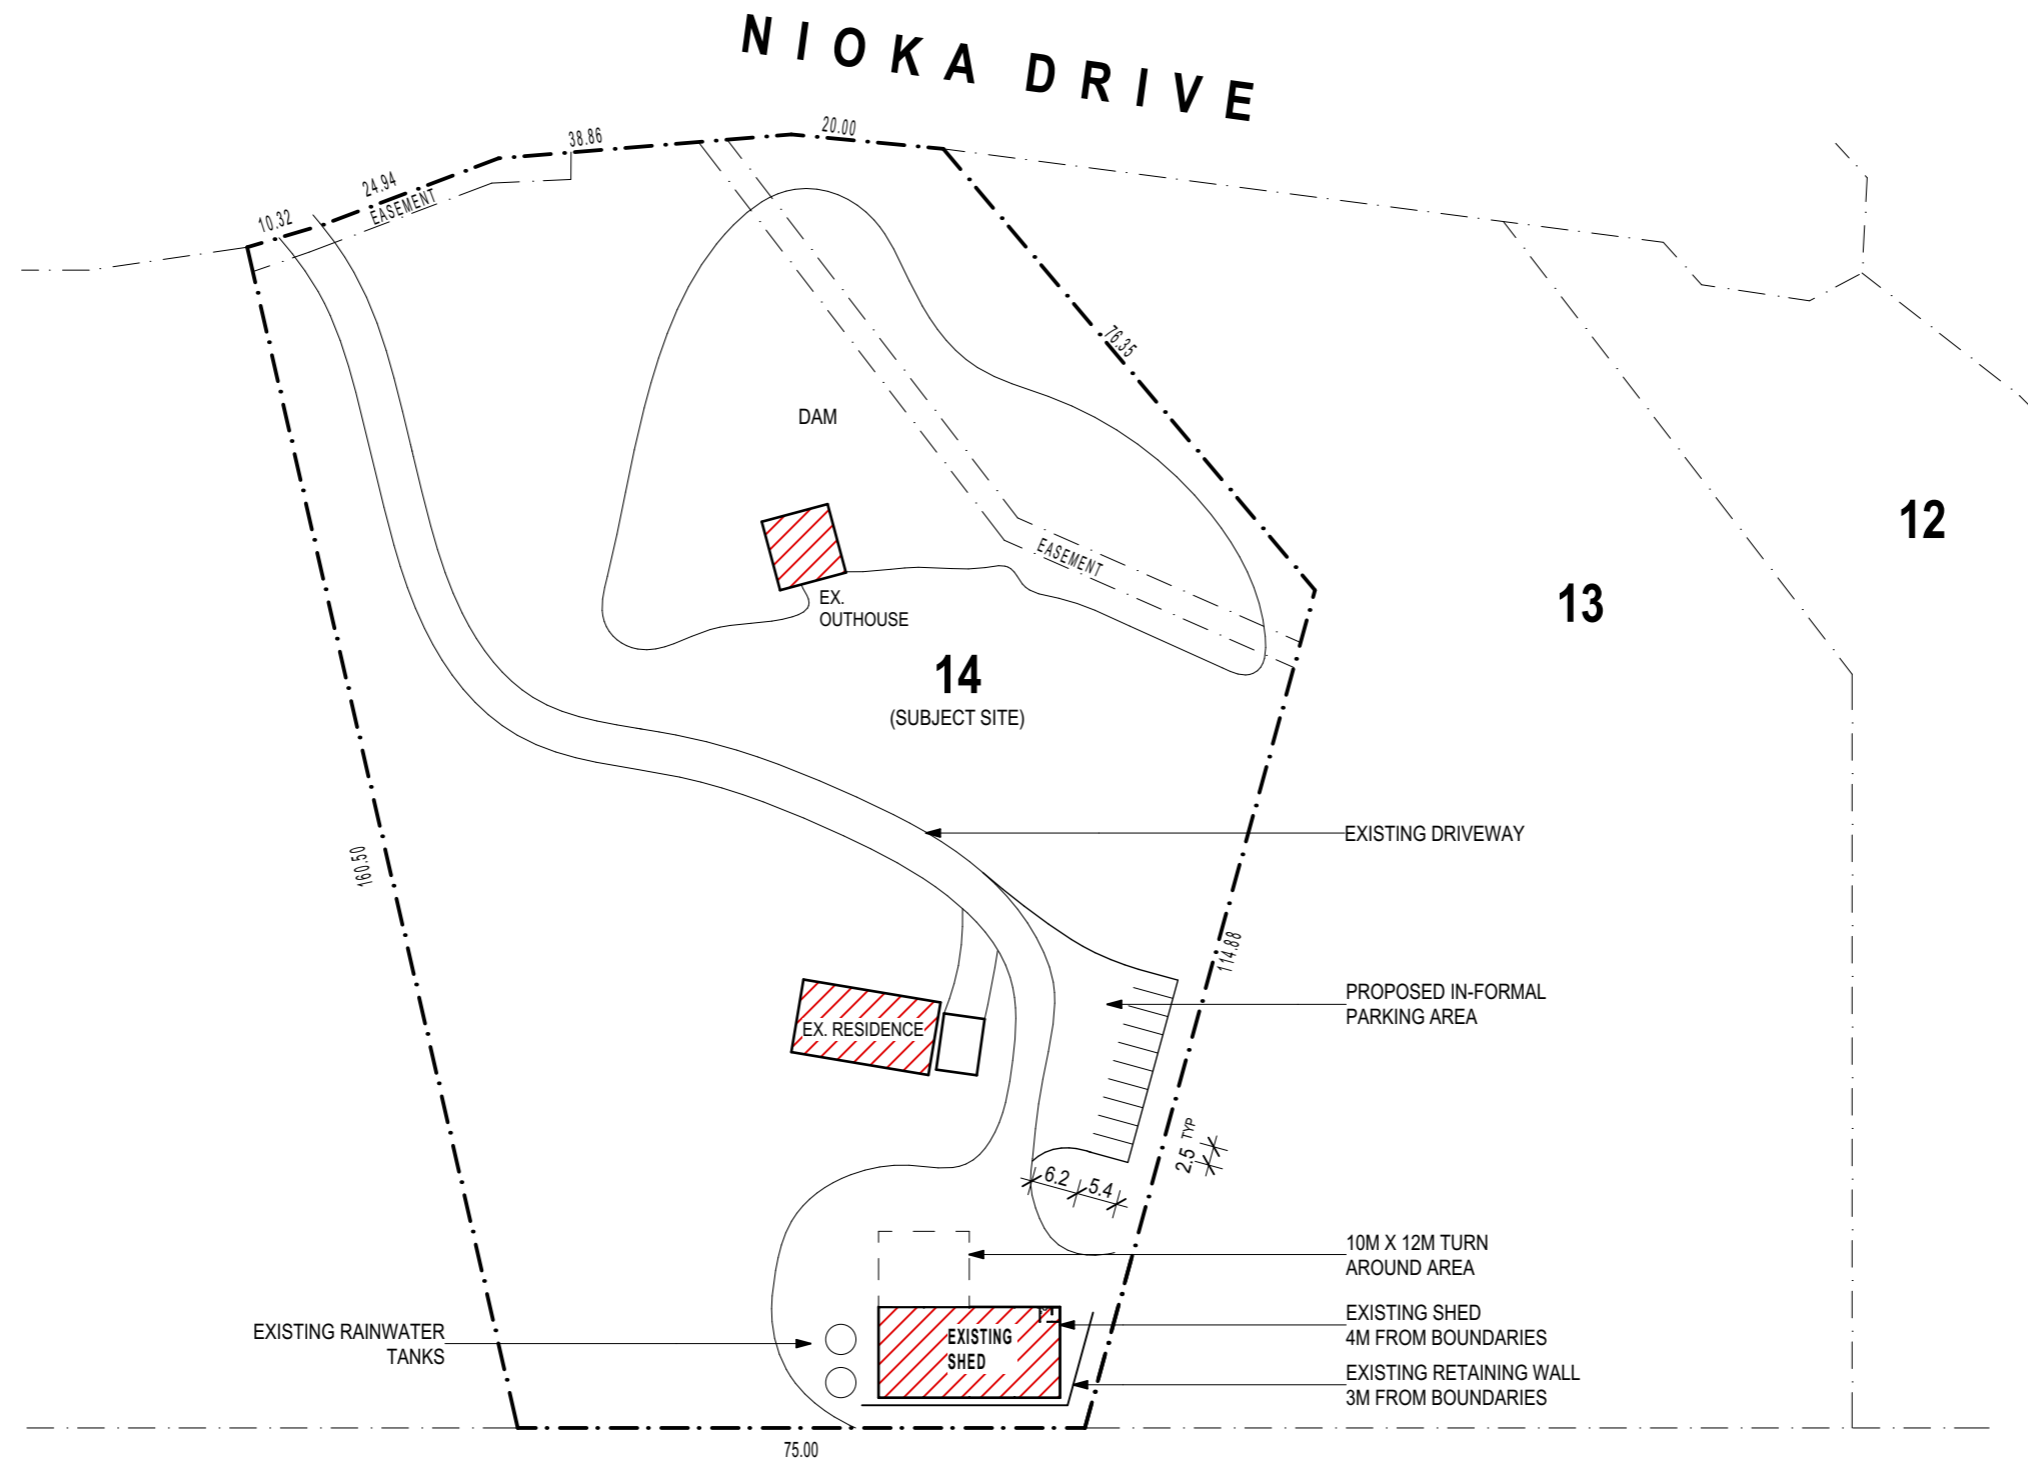 NIOKA DRIVE
20.00
38.86
24.94
EASEMENT
10.32
76.35
DAM
12
EASEMENT
13
EX.
OUTHOUSE
14
(SUBJECT SITE)
EXISTING DRIVEWAY
160.50
114.88
PROPOSED IN-FORMAL
PARKING AREA
EX. RESIDENCE
2.5 TYP
6.2
5.4
10M X 12M TURN
AROUND AREA
EXISTING SHED
4M FROM BOUNDARIES
EXISTING RAINWATER
TANKS
EXISTING
SHED
EXISTING RETAINING WALL
3M FROM BOUNDARIES
75.00